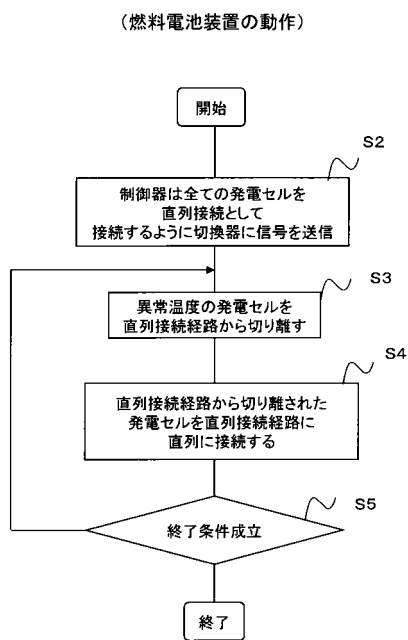 （燃料電池装置の動作）
開始
S2
制御器は全ての発電セルを
直列接続として
接続するように切換器に信号を送信
S3
異常温度の発電セルを
直列接続経路から切り離す
S4
直列接続経路から切り離された
発電セルを直列接続経路に
直列に接続する
S5
終了条件成立
終了